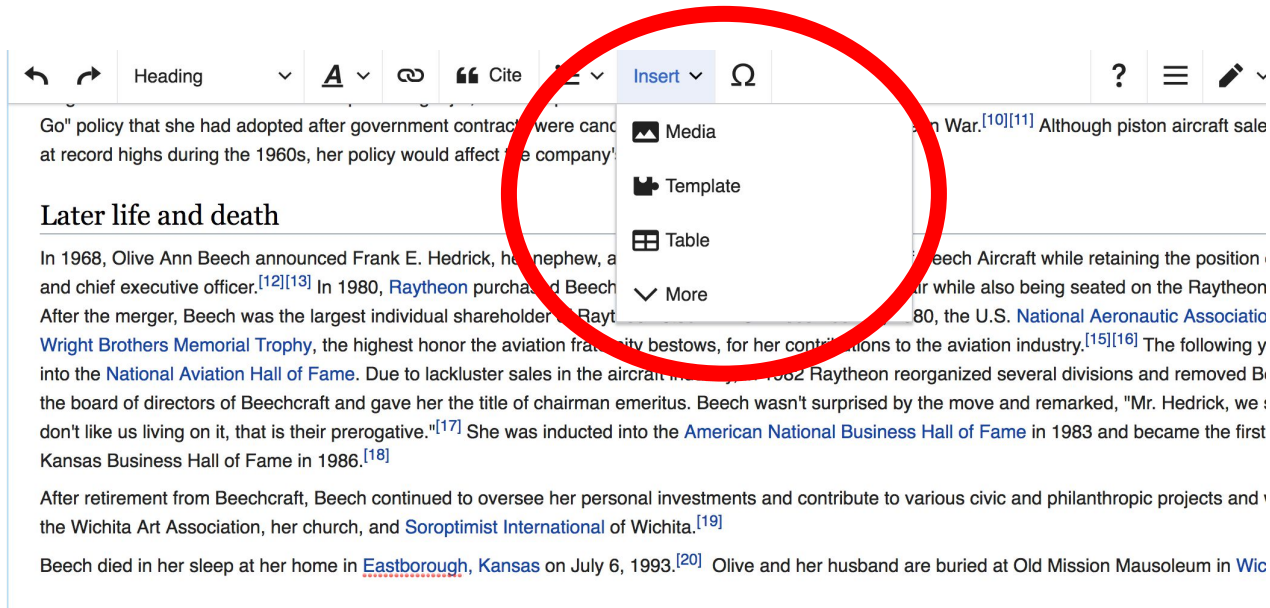 Heading A Cite Insert Ω ?
Go" policy that she had adopted after government contract were War.[10][11] Although piston aircraft sale
at record highs during the 1960s, her policy would affect company'
Media
Template
Table
More
Later life and death
In 1968, Olive Ann Beech announced Frank E. Hedrick, nephew, Beech Aircraft while retaining the position
and chief executive officer.[12][13] In 1980, Raytheon Beech while also being seated on the Raytheon
After the merger, Beech was the largest individual shareholder 80, the U.S. National Aeronautic Associatio
Wright Brothers Memorial Trophy, the highest honor the aviation fraternity bestows, for her contributions to the aviation industry.[15][16] The following y
into the National Aviation Hall of Fame. Due to lackluster sales in the aircraft industry, in 1982 Raytheon reorganized several divisions and removed Be
the board of directors of Beechcraft and gave her the title of chairman emeritus. Beech wasn't surprised by the move and remarked, "Mr. Hedrick, we s
don't like us living on it, that is their prerogative."[17] She was inducted into the American National Business Hall of Fame in 1983 and became the first
Kansas Business Hall of Fame in 1986.[18]
After retirement from Beechcraft, Beech continued to oversee her personal investments and contribute to various civic and philanthropic projects and w
the Wichita Art Association, her church, and Soroptimist International of Wichita.[19]
Beech died in her sleep at her home in Eastborough, Kansas on July 6, 1993.[20] Olive and her husband are buried at Old Mission Mausoleum in Wic